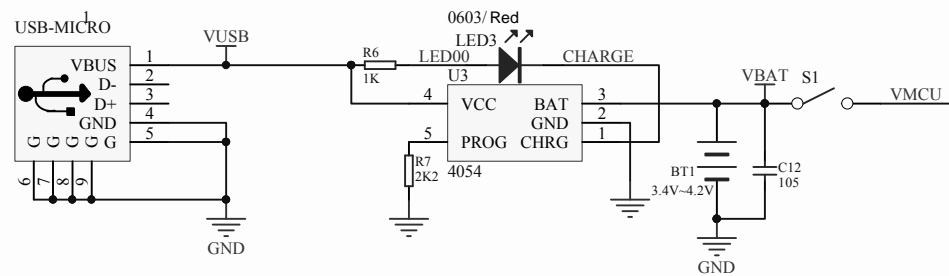 1
USB-MICRO
VBUS 1
D- 2
D+ 3
GND 4
G 5
G G G G
6 7 8 9
VUSB
GND
R6
1K
LED00
0603/Red
LED3
CHARGE
U3
4 VCC BAT 3
GND 2
5 PROG CHRG 1
4054
R7
2K2
VBAT
S1
VMCU
BT1
3.4V~4.2V
C12
105
GND